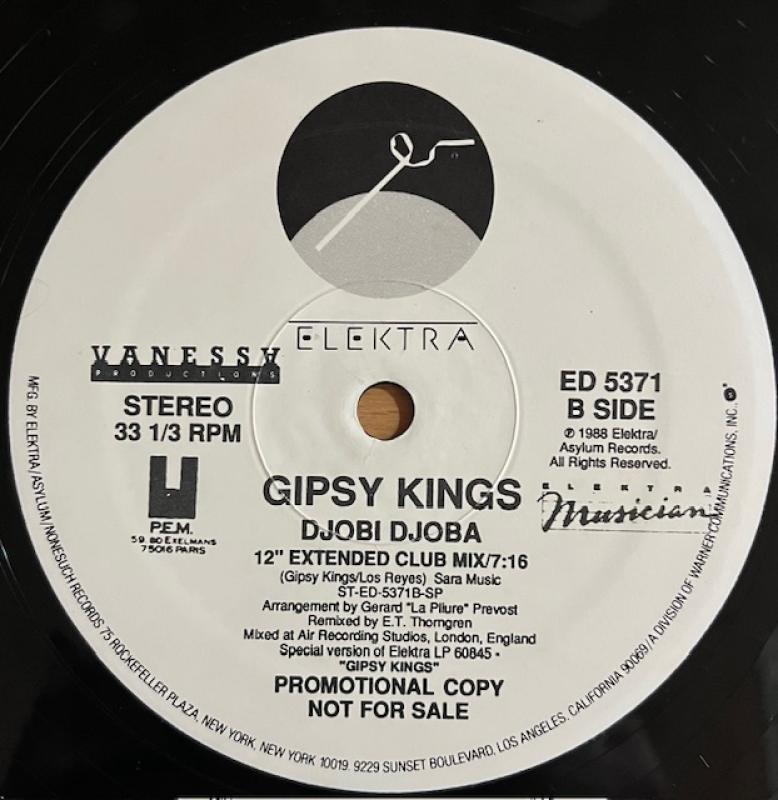 ELEKTRA
VANESSA
PRODUCTIONS
STEREO
33 1/3 RPM
P.E.M.
59, BD EXELMANS
75016 PARIS
ED 5371
B SIDE
℗ 1988 Elektra/
Asylum Records.
All Rights Reserved.
ELEKTRA
Musician
GIPSY KINGS
DJOBI DJOBA
12" EXTENDED CLUB MIX/7:16
(Gipsy Kings/Los Reyes) Sara Music
ST-ED-5371B-SP
Arrangement by Gerard "La Pliure" Prevost
Remixed by E.T. Thorngren
Mixed at Air Recording Studios, London, England
Special version of Elektra LP 60845 -
"GIPSY KINGS"
PROMOTIONAL COPY
NOT FOR SALE
MFG. BY ELEKTRA/ASYLUM/NONESUCH RECORDS 75 ROCKEFELLER PLAZA, NEW YORK, NEW YORK 10019. 9229 SUNSET BOULEVARD, LOS ANGELES, CALIFORNIA 90069/A DIVISION OF WARNER COMMUNICATIONS, INC.,